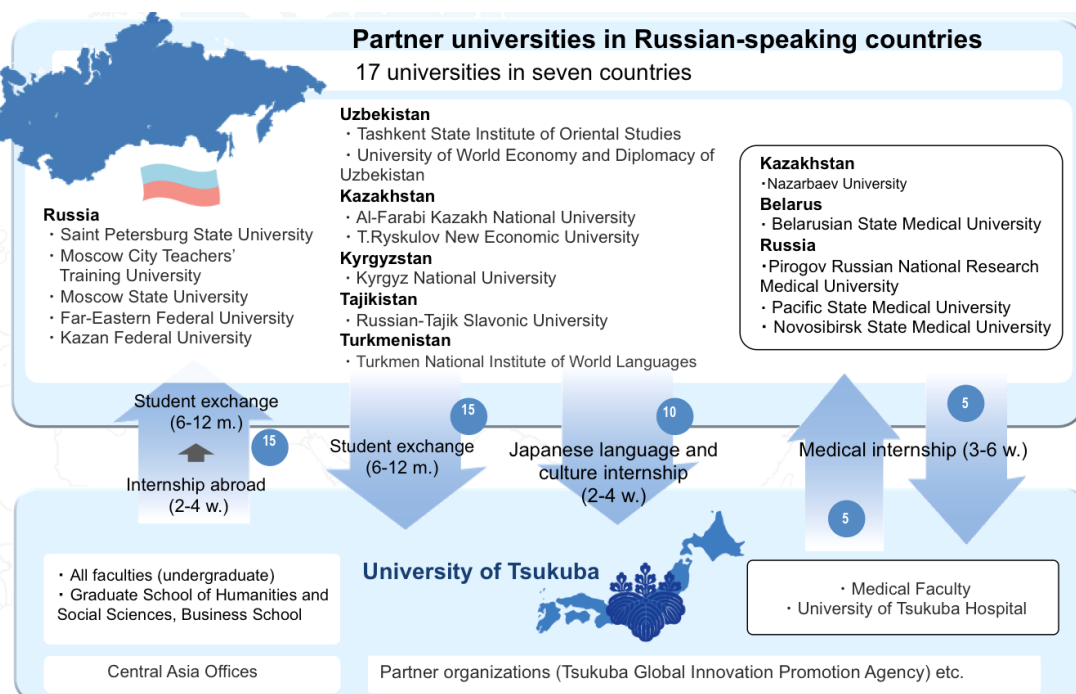 Partner universities in Russian-speaking countries
17 universities in seven countries
Russia
・Saint Petersburg State University
・Moscow City Teachers'
Training University
・Moscow State University
・Far-Eastern Federal University
・Kazan Federal University
Uzbekistan
・Tashkent State Institute of Oriental Studies
・University of World Economy and Diplomacy of
Uzbekistan
Kazakhstan
・Al-Farabi Kazakh National University
・T.Ryskulov New Economic University
Kyrgyzstan
・Kyrgyz National University
Tajikistan
・Russian-Tajik Slavonic University
Turkmenistan
・Turkmen National Institute of World Languages
Kazakhstan
・Nazarbaev University
Belarus
・Belarusian State Medical University
Russia
・Pirogov Russian National Research
Medical University
・Pacific State Medical University
・Novosibirsk State Medical University
Student exchange
(6-12 m.)
15
Internship abroad
(2-4 w.)
15
Student exchange
(6-12 m.)
10
Japanese language and
culture internship
(2-4 w.)
5
Medical internship (3-6 w.)
5
・All faculties (undergraduate)
・Graduate School of Humanities and
Social Sciences, Business School
University of Tsukuba
・Medical Faculty
・University of Tsukuba Hospital
Central Asia Offices
Partner organizations (Tsukuba Global Innovation Promotion Agency) etc.